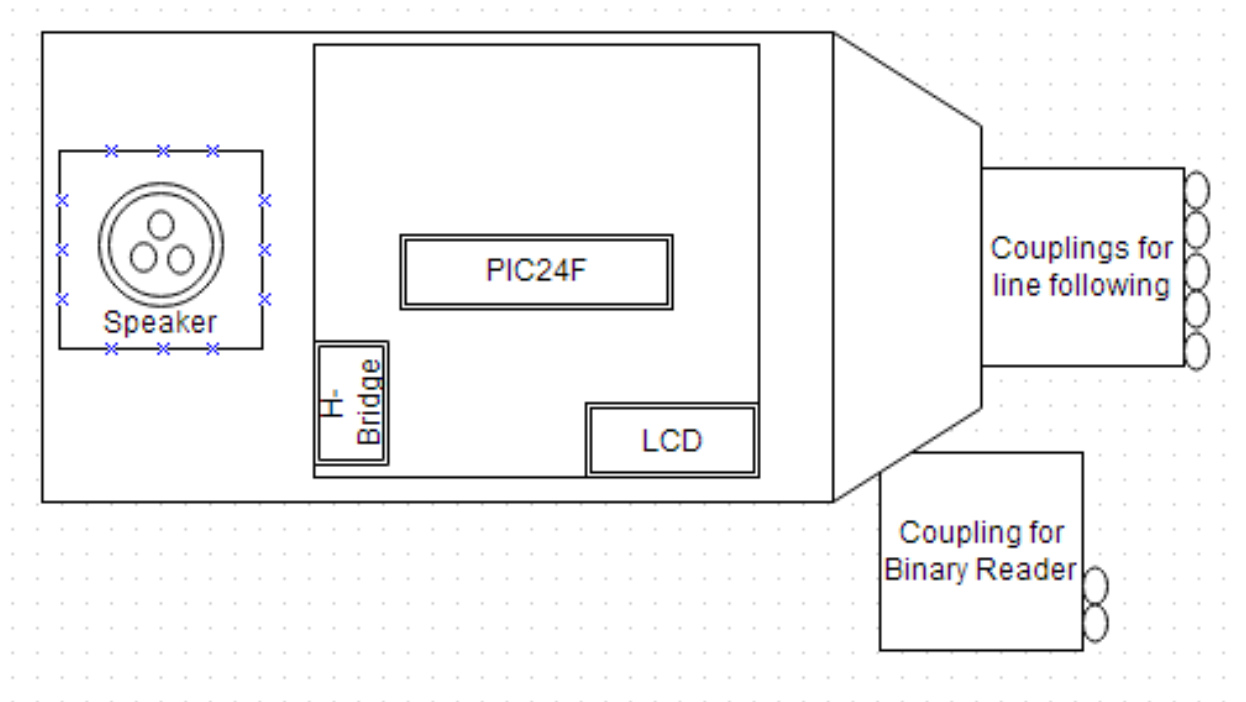 Speaker
PIC24F
H-
Bridge
LCD
Couplings for
line following
Coupling for
Binary Reader